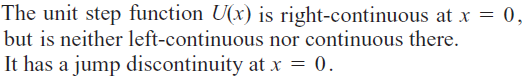 The unit step function U(x) is right-continuous at x = 0,
but is neither left-continuous nor continuous there.
It has a jump discontinuity at x = 0.